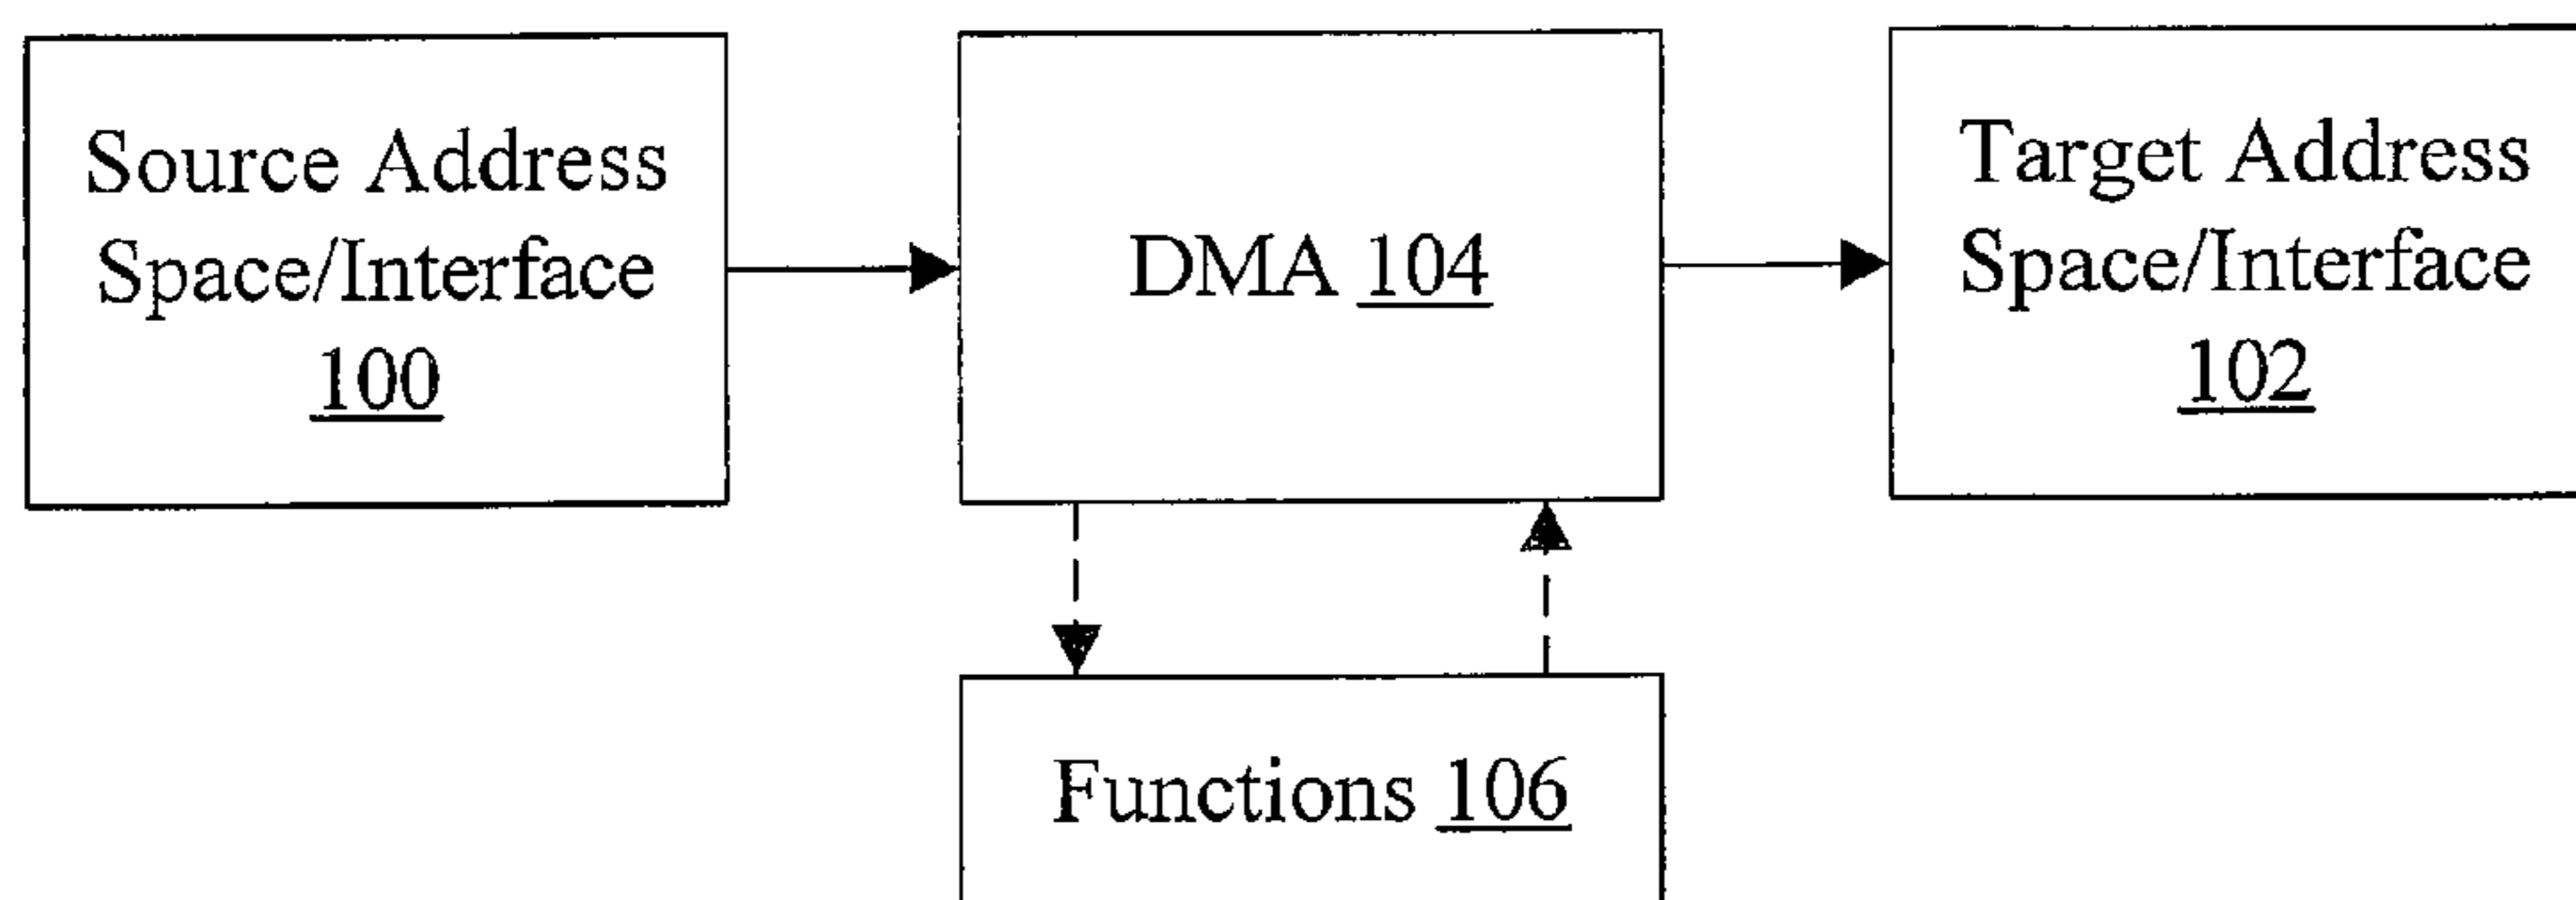 Source Address
Space/Interface
100
DMA 104
Target Address
Space/Interface
102
Functions 106